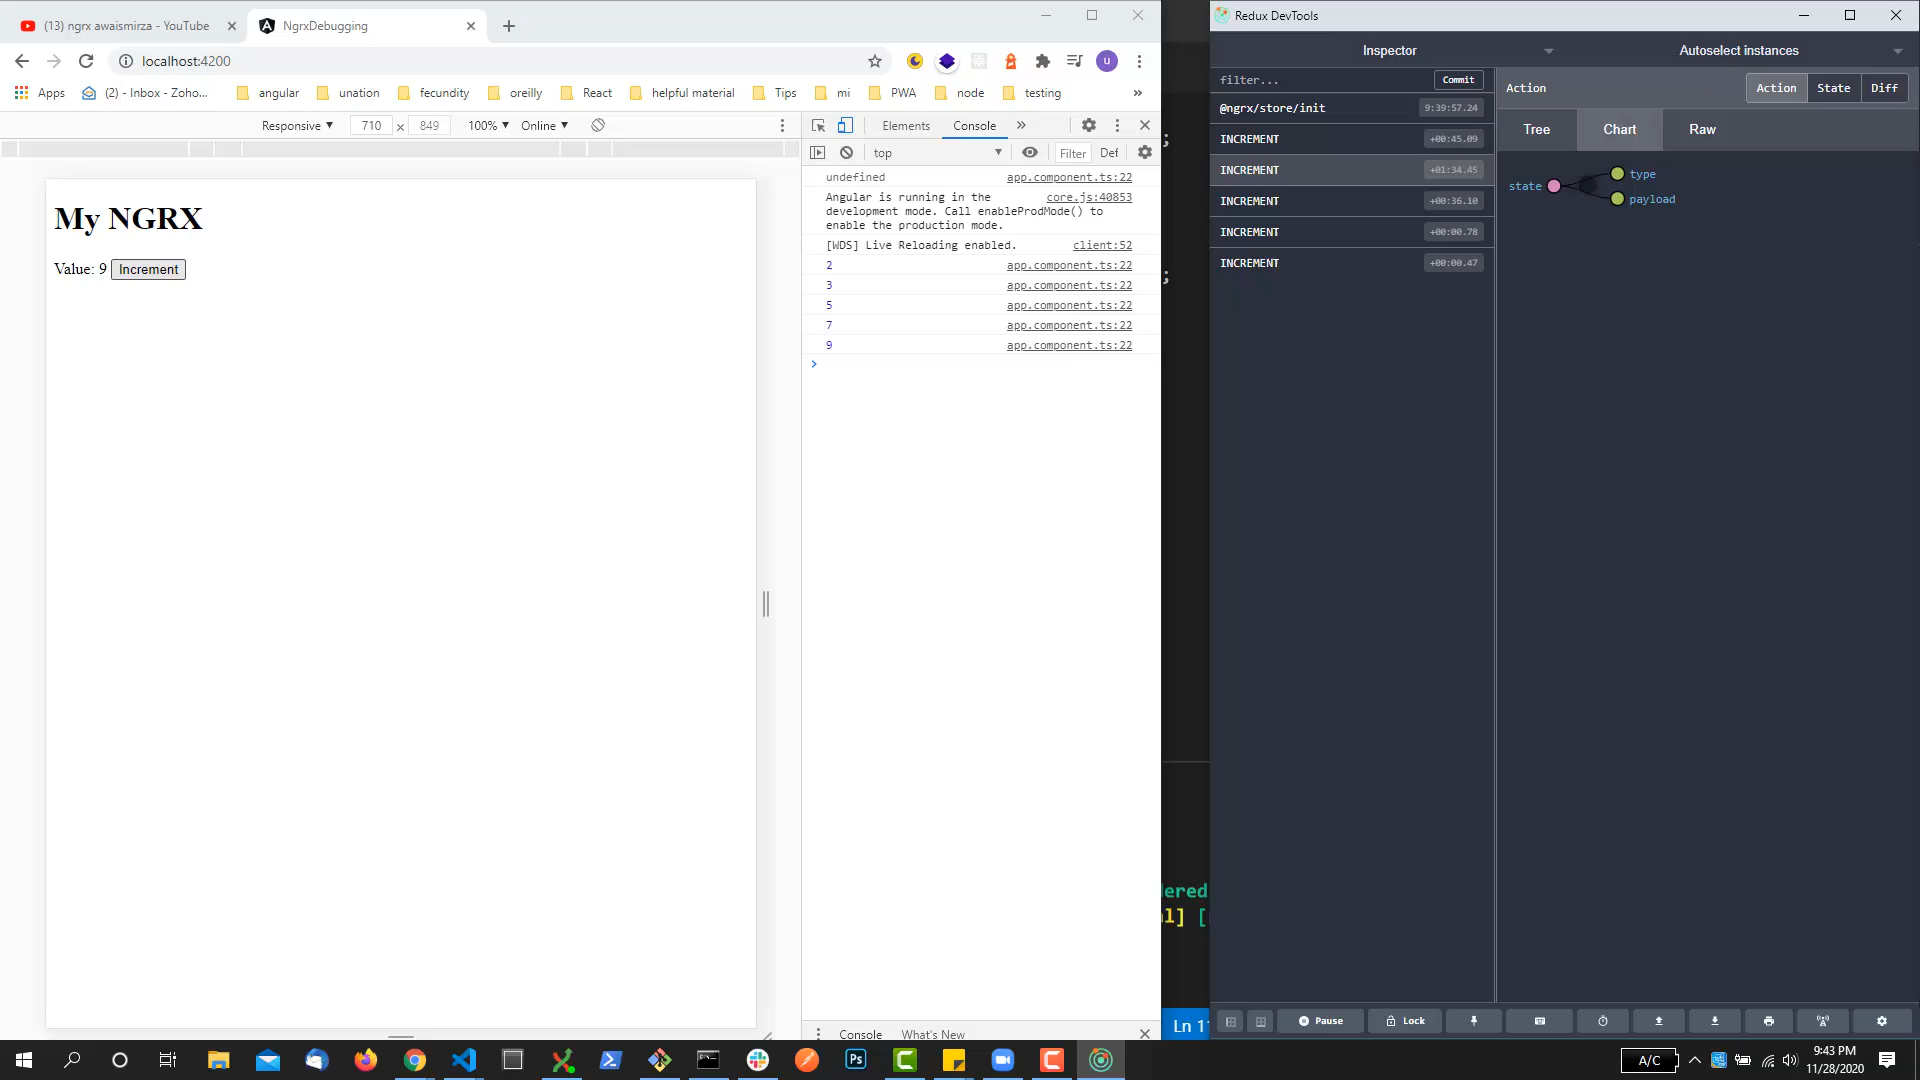 (13) ngrx awaismirza - YouTube
NgrxDebugging
localhost:4200
Apps
(2) - Inbox - Zoho...
angular
unation
fecundity
oreilly
React
helpful material
Tips
mi
PWA
node
testing
»
Responsive ▼ 710 × 849 100% ▼ Online ▼
My NGRX
Value: 9 Increment
Elements Console »
top ▼ Filter Def
undefined app.component.ts:22
Angular is running in the core.js:40853
development mode. Call enableProdMode() to
enable the production mode.
[WDS] Live Reloading enabled. client:52
2 app.component.ts:22
3 app.component.ts:22
5 app.component.ts:22
7 app.component.ts:22
9 app.component.ts:22
>
Console What's New
;
;
lered
l] [
Ln 1
Redux DevTools
Inspector Autoselect instances
filter... Commit
@ngrx/store/init 9:39:57.24
INCREMENT +00:45.09
INCREMENT +01:34.45
INCREMENT +00:36.10
INCREMENT +00:00.78
INCREMENT +00:00.47
Action Action State Diff
Tree Chart Raw
state type
payload
Pause Lock
Ps
A/C
9:43 PM
11/28/2020